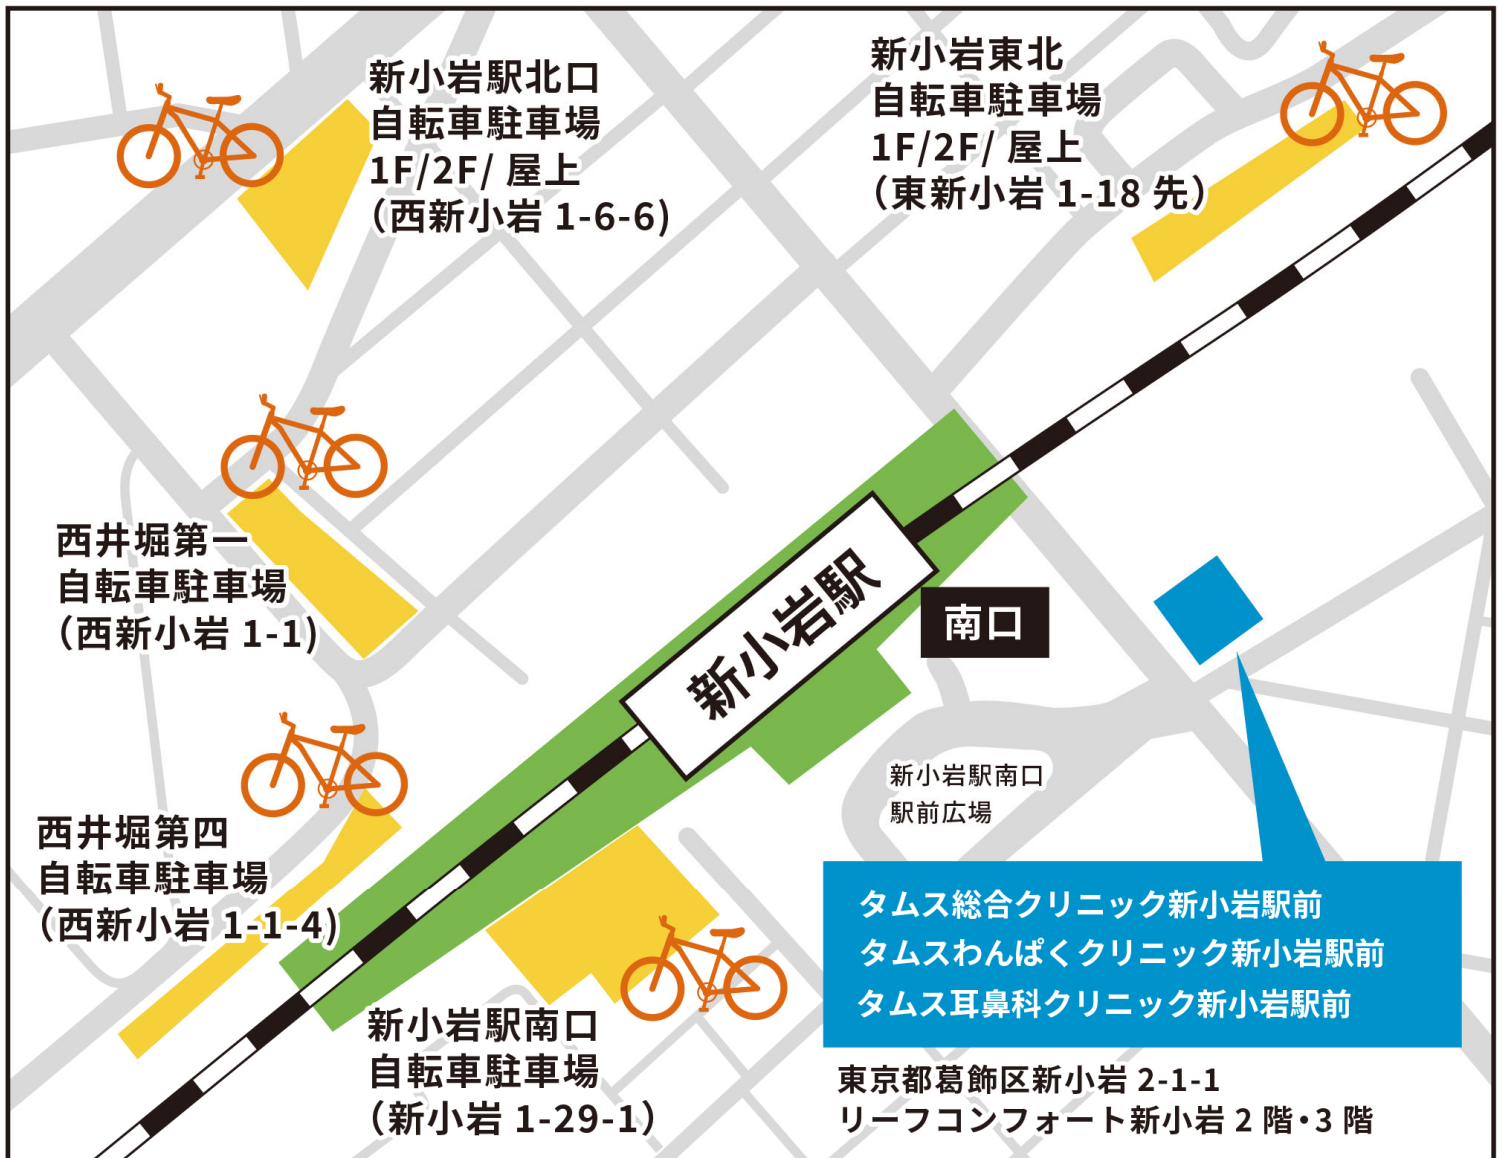 新小岩駅北口
自転車駐車場
1F/2F/ 屋上
（西新小岩 1-6-6）
新小岩東北
自転車駐車場
1F/2F/ 屋上
（東新小岩 1-18 先）
西井堀第一
自転車駐車場
（西新小岩 1-1）
新小岩駅
南口
新小岩駅南口
駅前広場
西井堀第四
自転車駐車場
（西新小岩 1-1-4）
新小岩駅南口
自転車駐車場
（新小岩 1-29-1）
タムス総合クリニック新小岩駅前
タムスわんぱくクリニック新小岩駅前
タムス耳鼻科クリニック新小岩駅前
東京都葛飾区新小岩 2-1-1
リーフコンフォート新小岩 2 階・3 階